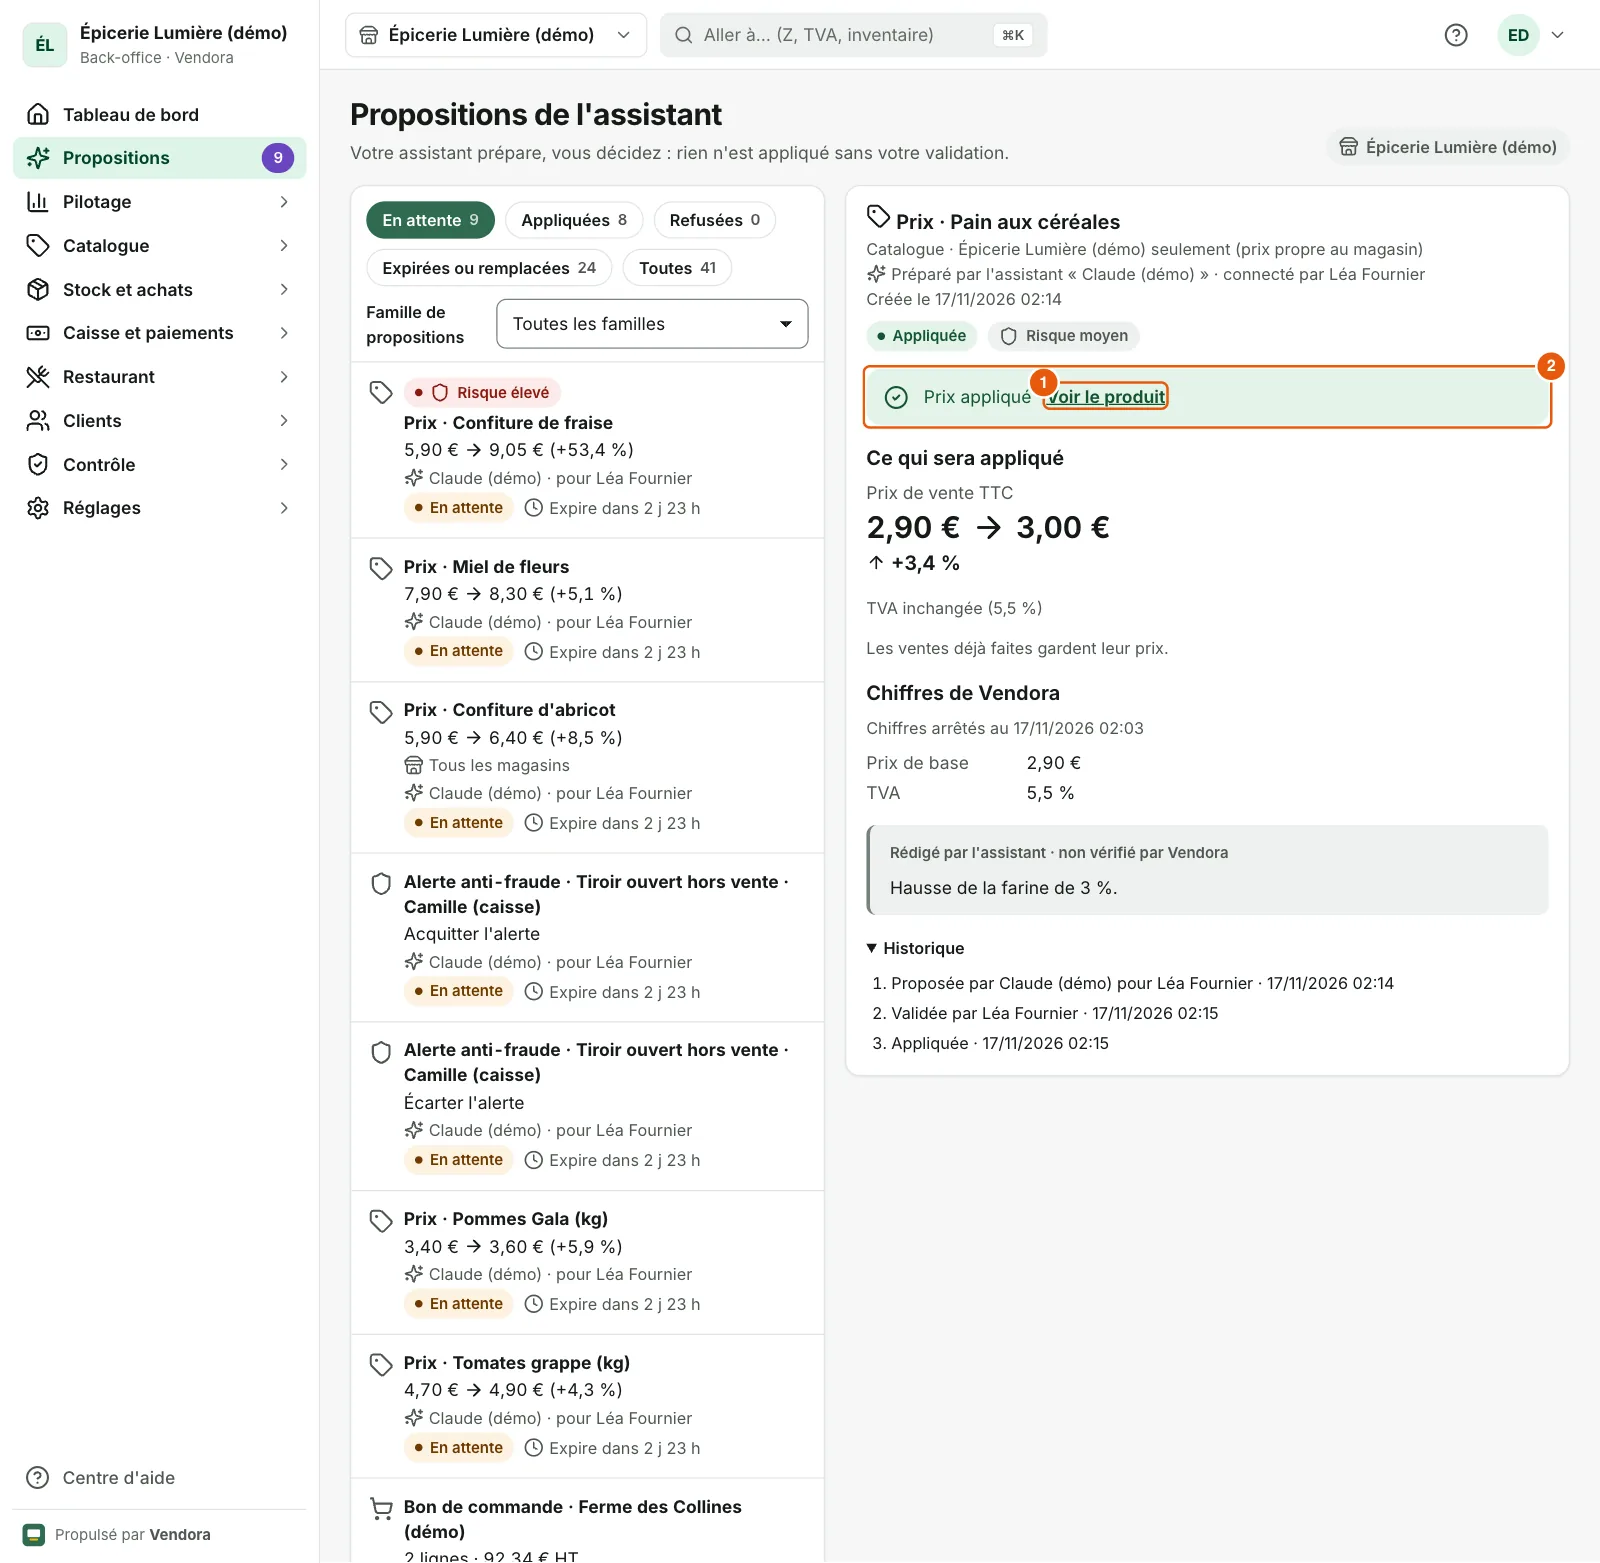 ÉL
Épicerie Lumière (démo)
Back-office · Vendora
Tableau de bord
Propositions 9
Pilotage
Catalogue
Stock et achats
Caisse et paiements
Restaurant
Clients
Contrôle
Réglages
Centre d'aide
Propulsé par Vendora
Épicerie Lumière (démo)
Aller à... (Z, TVA, inventaire) ⌘K
ED
Propositions de l'assistant
Votre assistant prépare, vous décidez : rien n'est appliqué sans votre validation.
Épicerie Lumière (démo)
En attente 9
Appliquées 8
Refusées 0
Expirées ou remplacées 24
Toutes 41
Famille de
propositions
Toutes les familles
Risque élevé
Prix · Confiture de fraise
5,90 € → 9,05 € (+53,4 %)
Claude (démo) · pour Léa Fournier
En attente
Expire dans 2 j 23 h
Prix · Miel de fleurs
7,90 € → 8,30 € (+5,1 %)
Claude (démo) · pour Léa Fournier
En attente
Expire dans 2 j 23 h
Prix · Confiture d'abricot
5,90 € → 6,40 € (+8,5 %)
Tous les magasins
Claude (démo) · pour Léa Fournier
En attente
Expire dans 2 j 23 h
Alerte anti-fraude · Tiroir ouvert hors vente ·
Camille (caisse)
Acquitter l'alerte
Claude (démo) · pour Léa Fournier
En attente
Expire dans 2 j 23 h
Alerte anti-fraude · Tiroir ouvert hors vente ·
Camille (caisse)
Écarter l'alerte
Claude (démo) · pour Léa Fournier
En attente
Expire dans 2 j 23 h
Prix · Pommes Gala (kg)
3,40 € → 3,60 € (+5,9 %)
Claude (démo) · pour Léa Fournier
En attente
Expire dans 2 j 23 h
Prix · Tomates grappe (kg)
4,70 € → 4,90 € (+4,3 %)
Claude (démo) · pour Léa Fournier
En attente
Expire dans 2 j 23 h
Bon de commande · Ferme des Collines
(démo)
2 lignes · 92,34 € HT
Prix · Pain aux céréales
Catalogue · Épicerie Lumière (démo) seulement (prix propre au magasin)
Préparé par l'assistant « Claude (démo) » · connecté par Léa Fournier
Créée le 17/11/2026 02:14
Appliquée
Risque moyen
1
2
Prix appliqué
Voir le produit
Ce qui sera appliqué
Prix de vente TTC
2,90 € → 3,00 €
↑ +3,4 %
TVA inchangée (5,5 %)
Les ventes déjà faites gardent leur prix.
Chiffres de Vendora
Chiffres arrêtés au 17/11/2026 02:03
Prix de base 2,90 €
TVA 5,5 %
Rédigé par l'assistant · non vérifié par Vendora
Hausse de la farine de 3 %.
▼ Historique
1. Proposée par Claude (démo) pour Léa Fournier · 17/11/2026 02:14
2. Validée par Léa Fournier · 17/11/2026 02:15
3. Appliquée · 17/11/2026 02:15